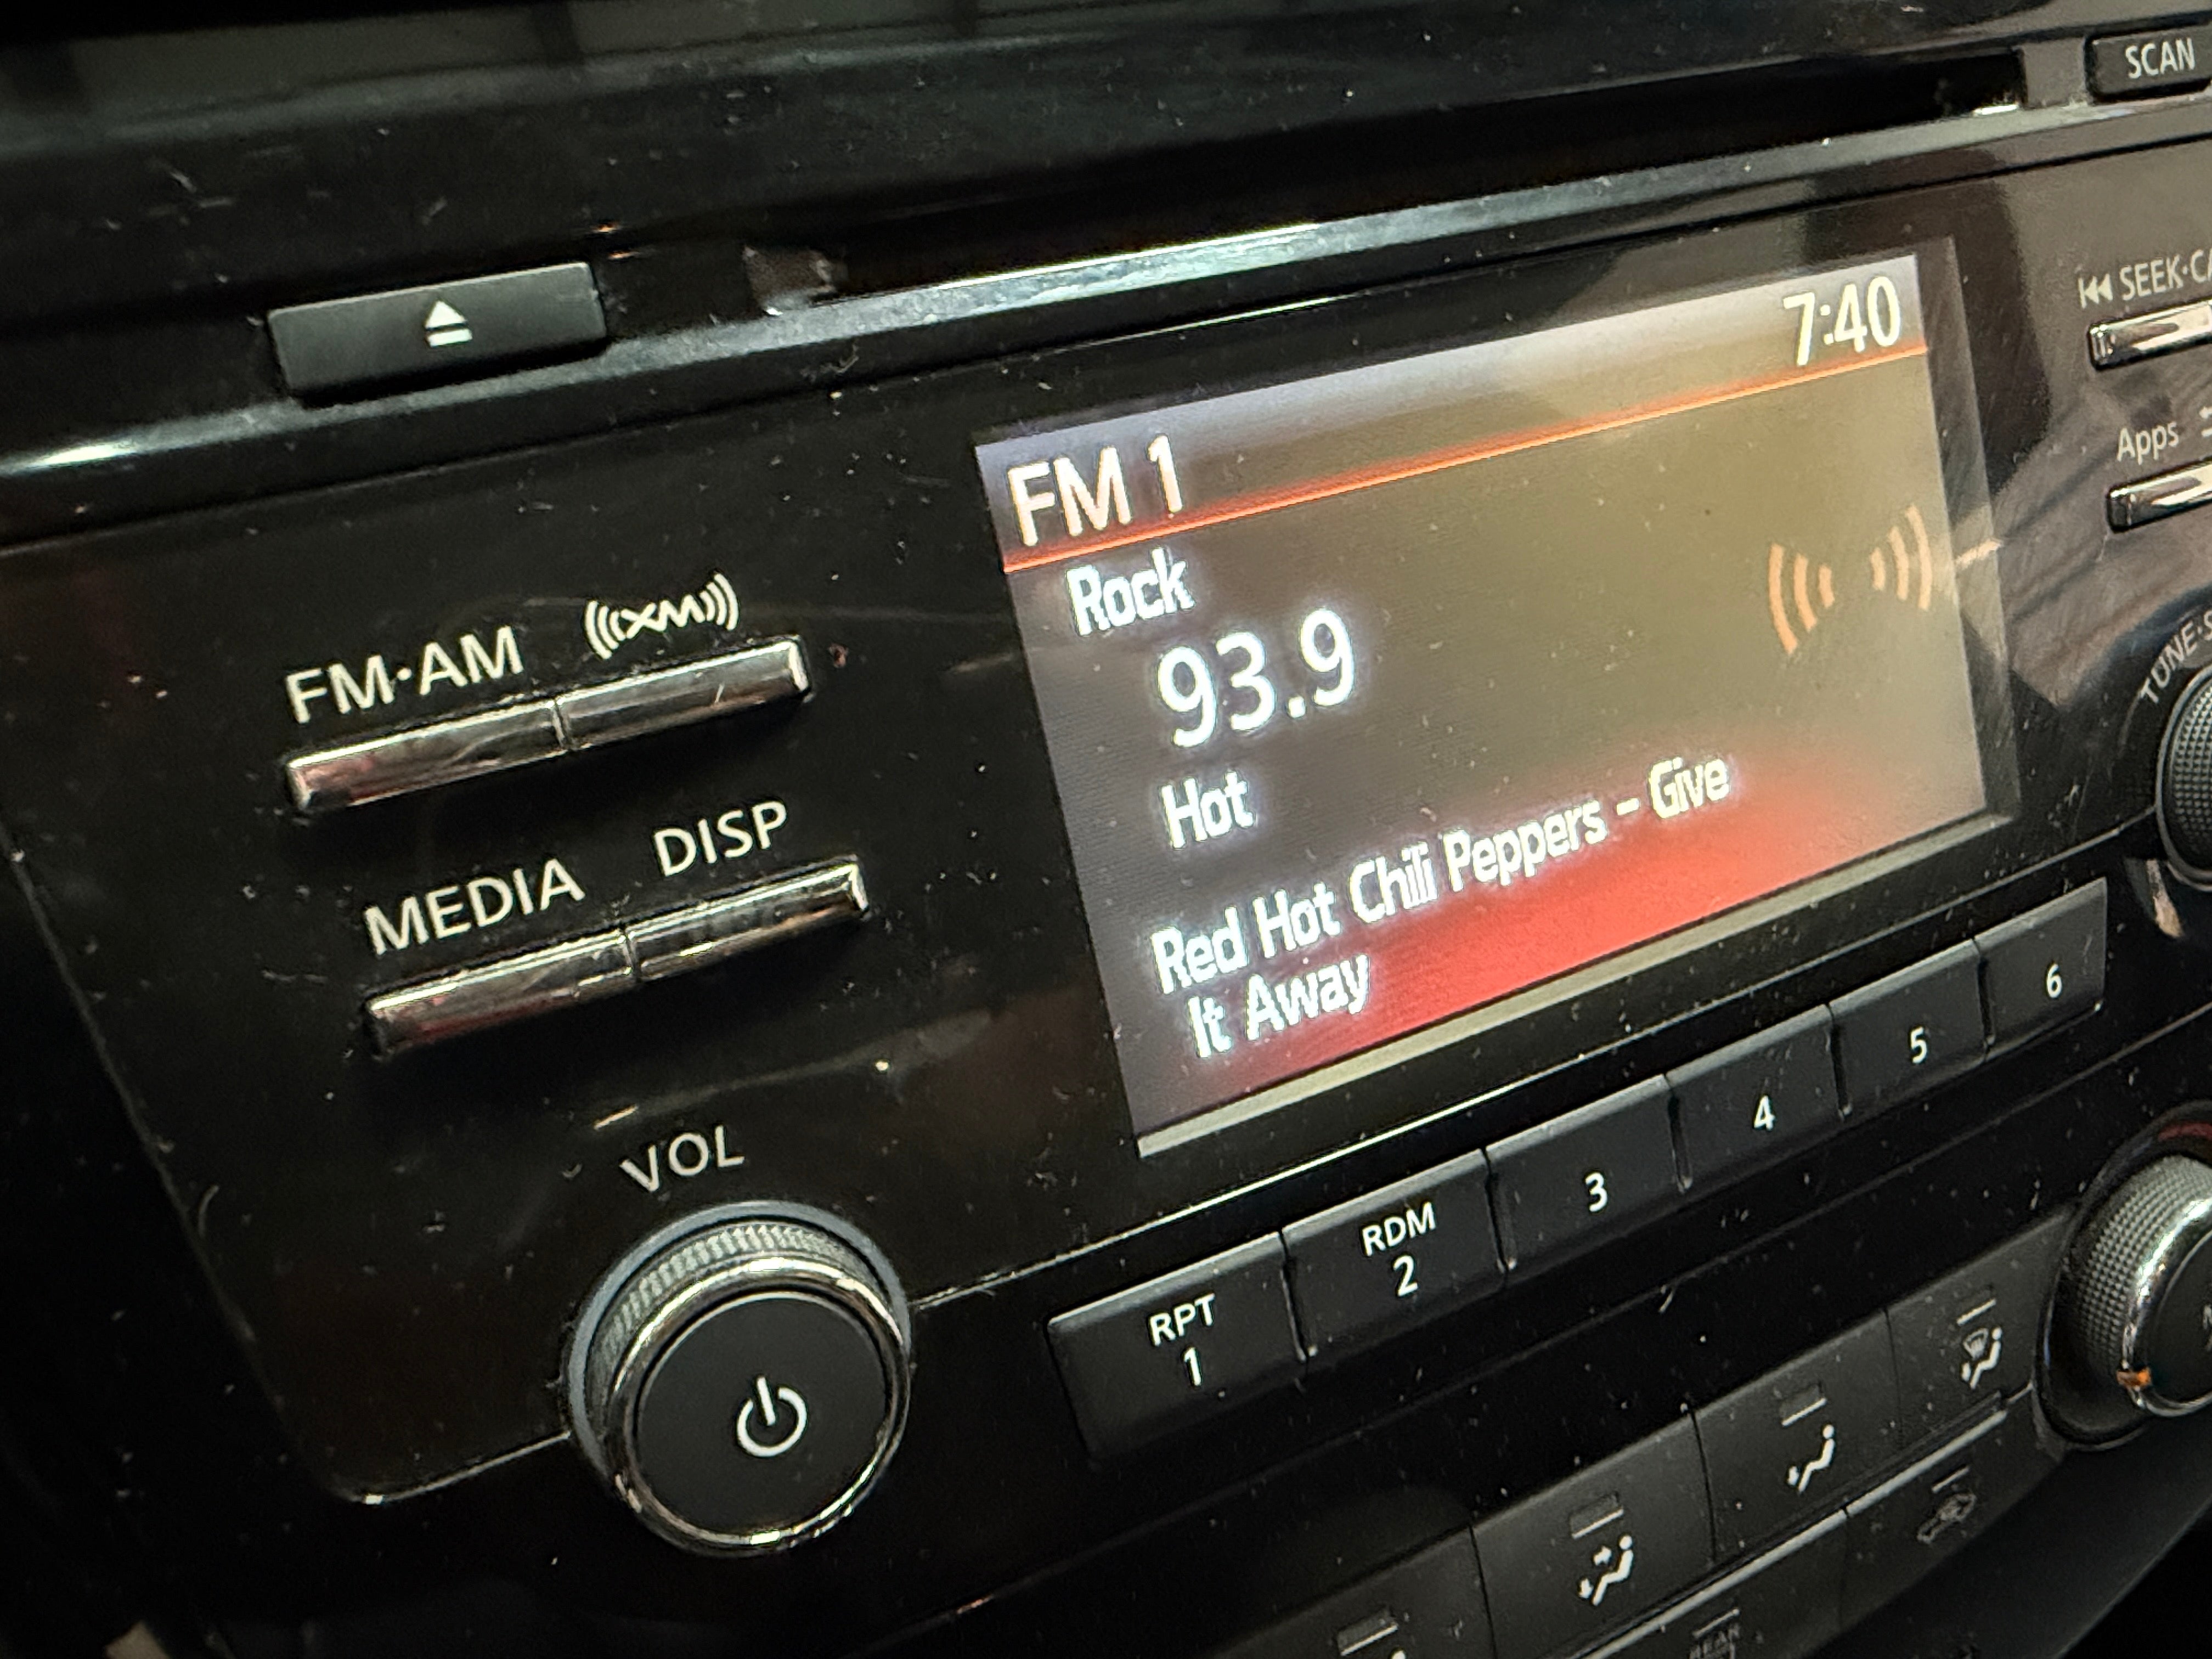 SCAN
7:40
FM 1
Rock
93.9
Hot
Red Hot Chili Peppers - Give
It Away
FM·AM
XM
MEDIA
DISP
VOL
Apps
RPT
1
RDM
2
3
4
5
6
REAR